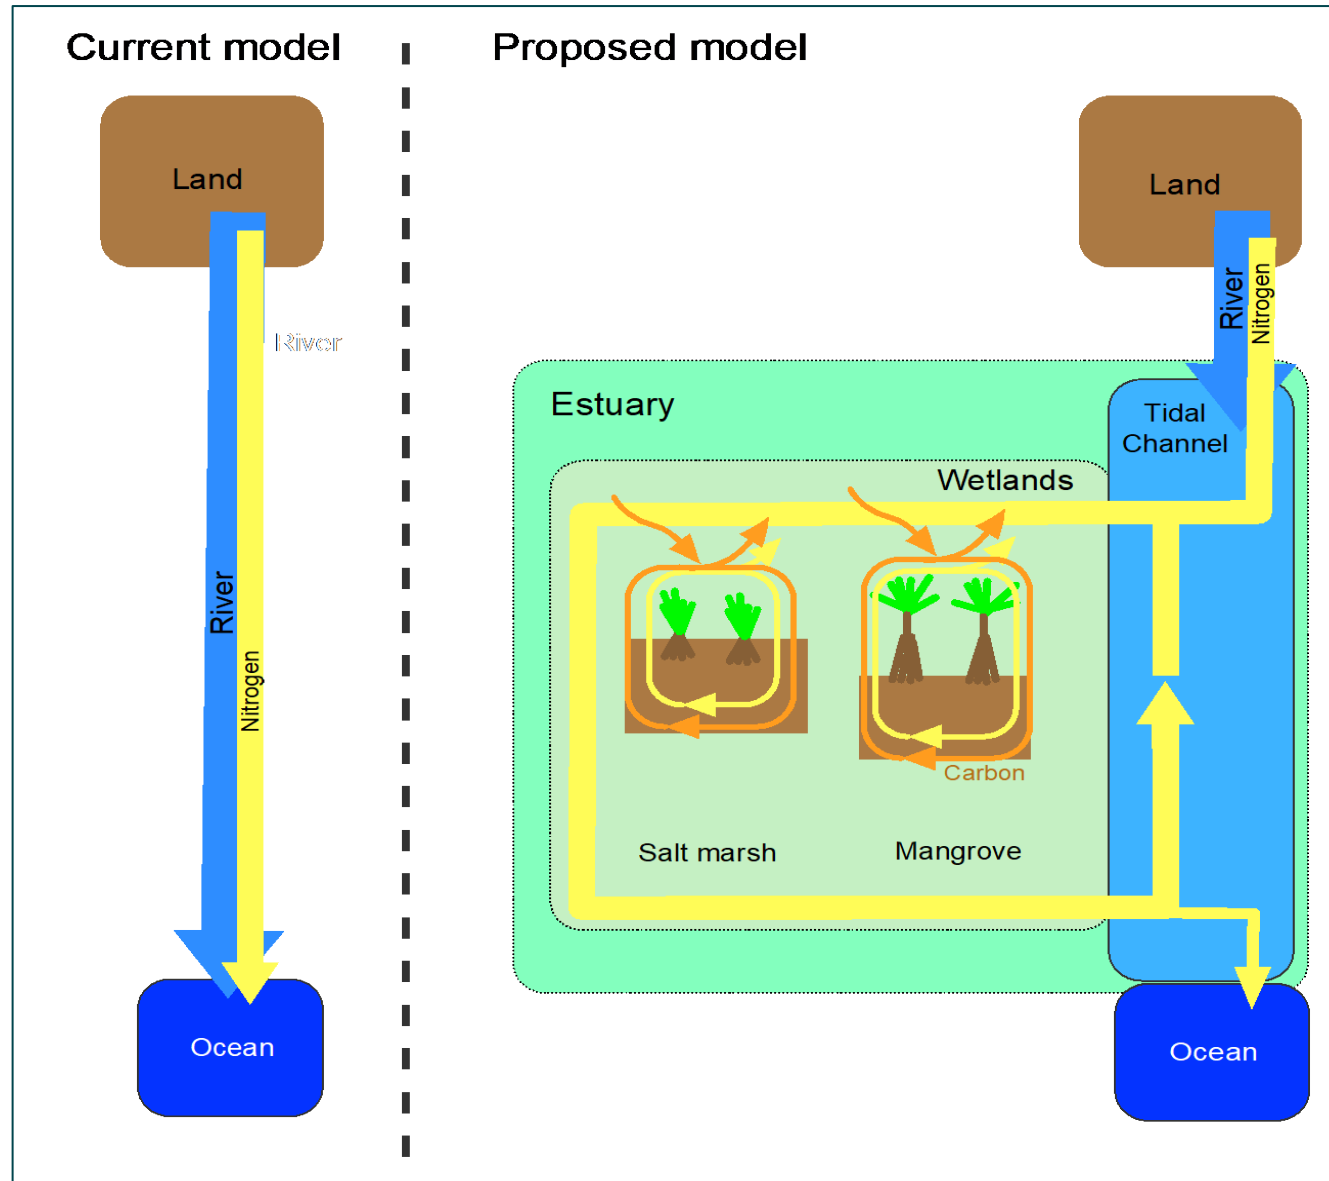 Current model
Land
River
River
Nitrogen
Ocean
Proposed model
Land
River
Nitrogen
Estuary
Tidal
Channel
Wetlands
Carbon
Salt marsh
Mangrove
Ocean